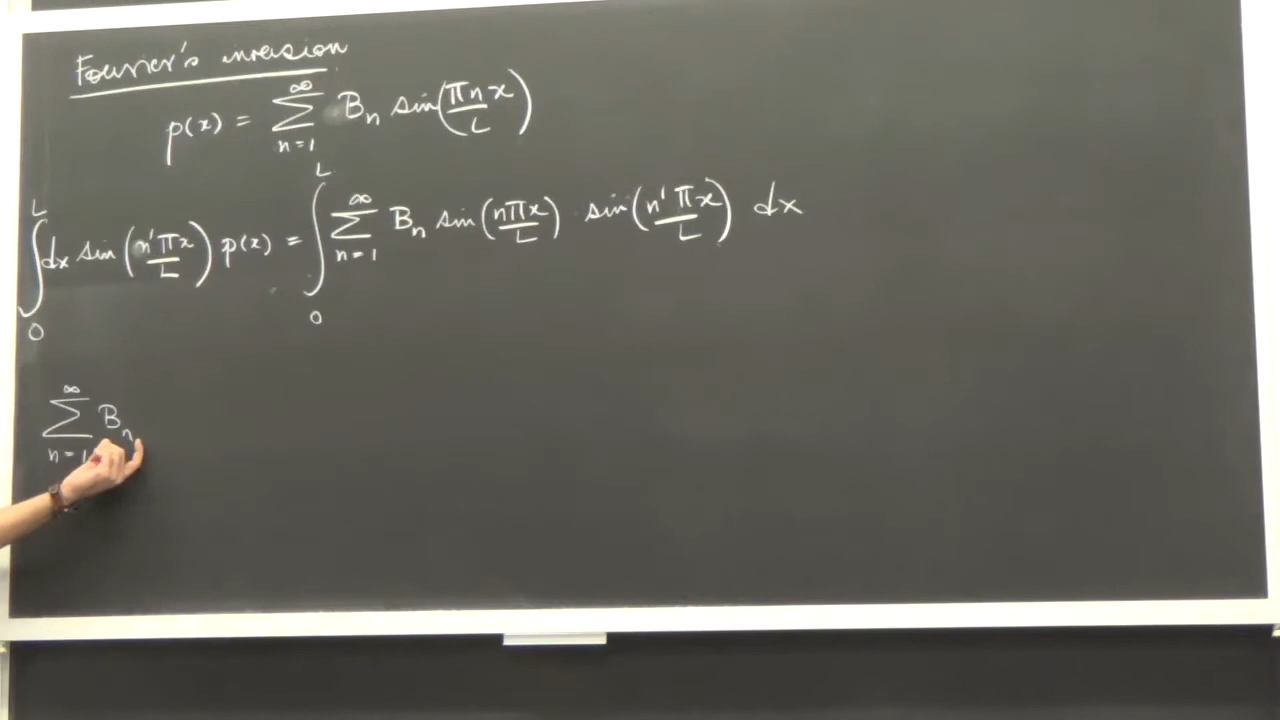 Fourier's inversion
p(x) = ∑_{n=1}^{∞} B_n sin(πnx/L)
∫_0^L dx sin(n'πx/L) p(x) = ∫_0^L ∑_{n=1}^{∞} B_n sin(nπx/L) · sin(n'πx/L) dx
∑_{n=1}^{∞} B_n